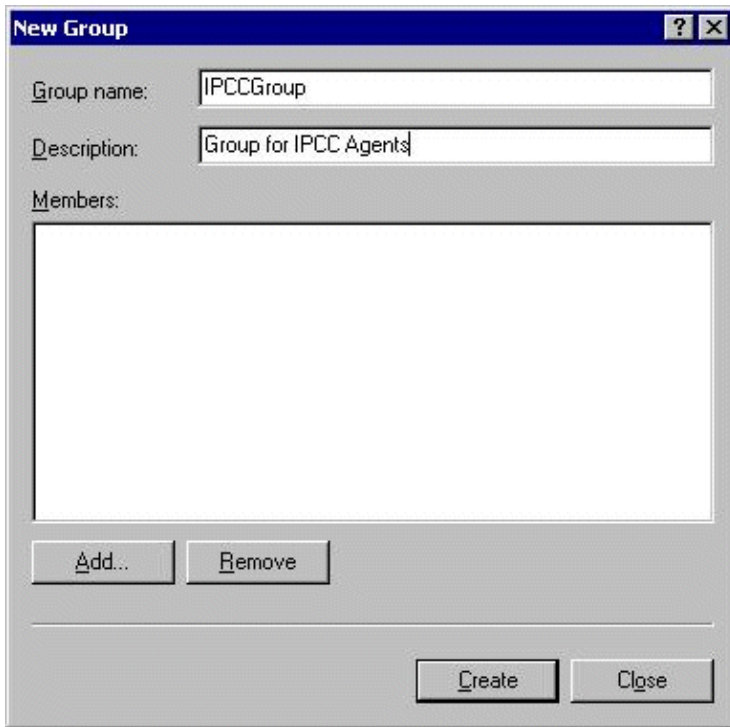 New Group
Group name: IPCCGroup
Description: Group for IPCC Agents
Members:
Add... Remove
Create Close